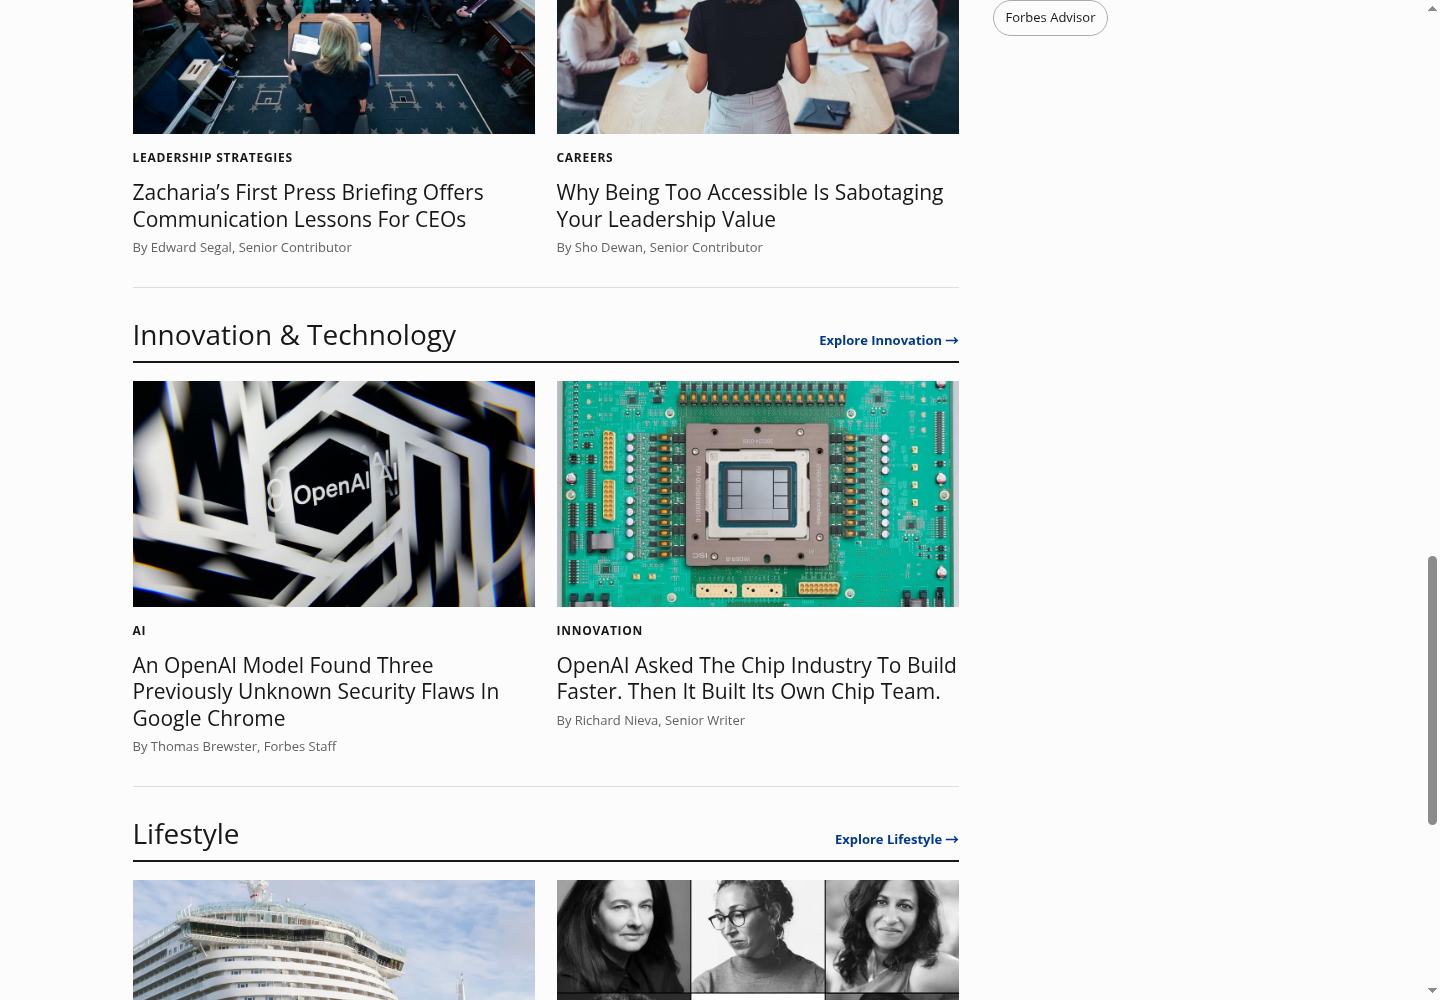 Forbes Advisor
LEADERSHIP STRATEGIES
Zacharia’s First Press Briefing Offers
Communication Lessons For CEOs
By Edward Segal, Senior Contributor
CAREERS
Why Being Too Accessible Is Sabotaging
Your Leadership Value
By Sho Dewan, Senior Contributor
Innovation & Technology
Explore Innovation →
OpenAI
AI
An OpenAI Model Found Three
Previously Unknown Security Flaws In
Google Chrome
By Thomas Brewster, Forbes Staff
INNOVATION
OpenAI Asked The Chip Industry To Build
Faster. Then It Built Its Own Chip Team.
By Richard Nieva, Senior Writer
Lifestyle
Explore Lifestyle →